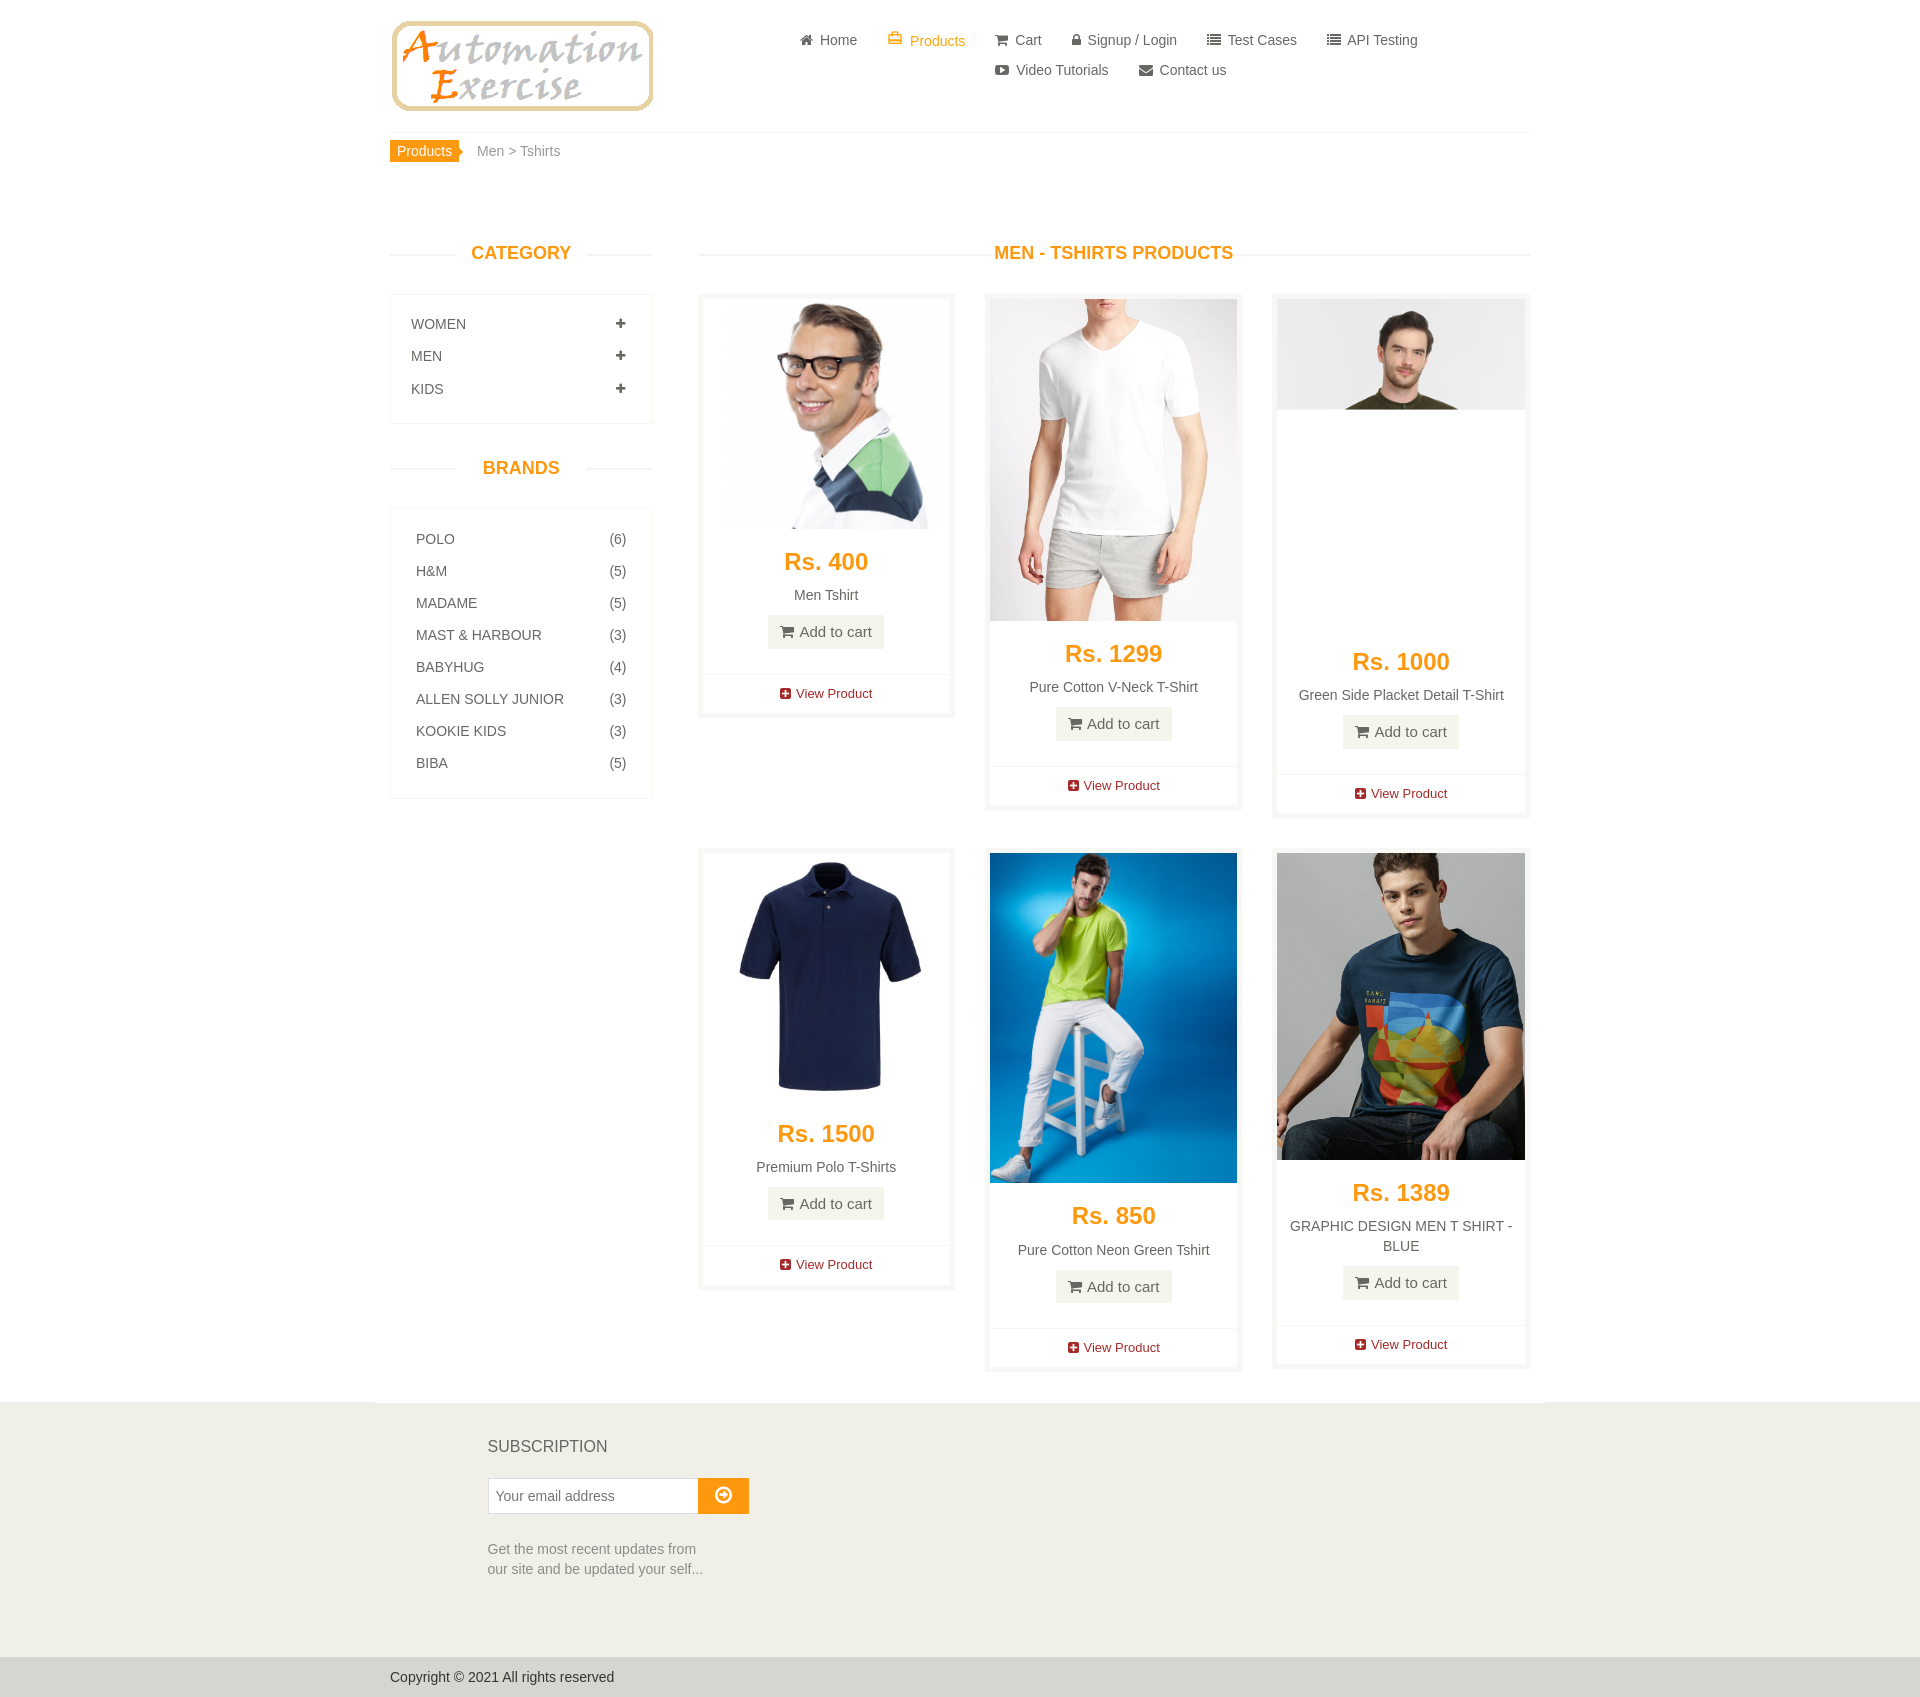 Automation
Exercise
Home
Products
Cart
Signup / Login
Test Cases
API Testing
Video Tutorials
Contact us
Products
Men > Tshirts
CATEGORY
WOMEN
MEN
KIDS
BRANDS
POLO (6)
H&M (5)
MADAME (5)
MAST & HARBOUR (3)
BABYHUG (4)
ALLEN SOLLY JUNIOR (3)
KOOKIE KIDS (3)
BIBA (5)
MEN - TSHIRTS PRODUCTS
Rs. 400
Men Tshirt
Add to cart
View Product
Rs. 1299
Pure Cotton V-Neck T-Shirt
Add to cart
View Product
Rs. 1000
Green Side Placket Detail T-Shirt
Add to cart
View Product
Rs. 1500
Premium Polo T-Shirts
Add to cart
View Product
Rs. 850
Pure Cotton Neon Green Tshirt
Add to cart
View Product
RARE
RABBIT
Rs. 1389
GRAPHIC DESIGN MEN T SHIRT -
BLUE
Add to cart
View Product
SUBSCRIPTION
Your email address
Get the most recent updates from
our site and be updated your self...
Copyright © 2021 All rights reserved